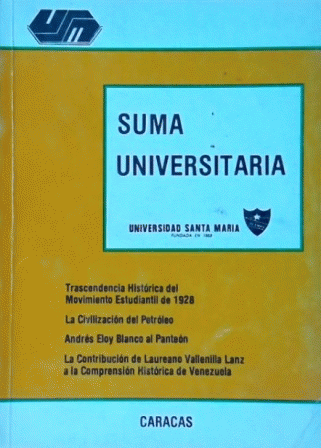 SUMA
UNIVERSITARIA
UNIVERSIDAD SANTA MARIA
Trascendencia Histórica del
Movimiento Estudiantil de 1928
La Civilización del Petróleo
Andrés Eloy Blanco al Panteón
La Contribución de Laureano Vallenilla Lanz
a la Comprensión Histórica de Venezuela
CARACAS